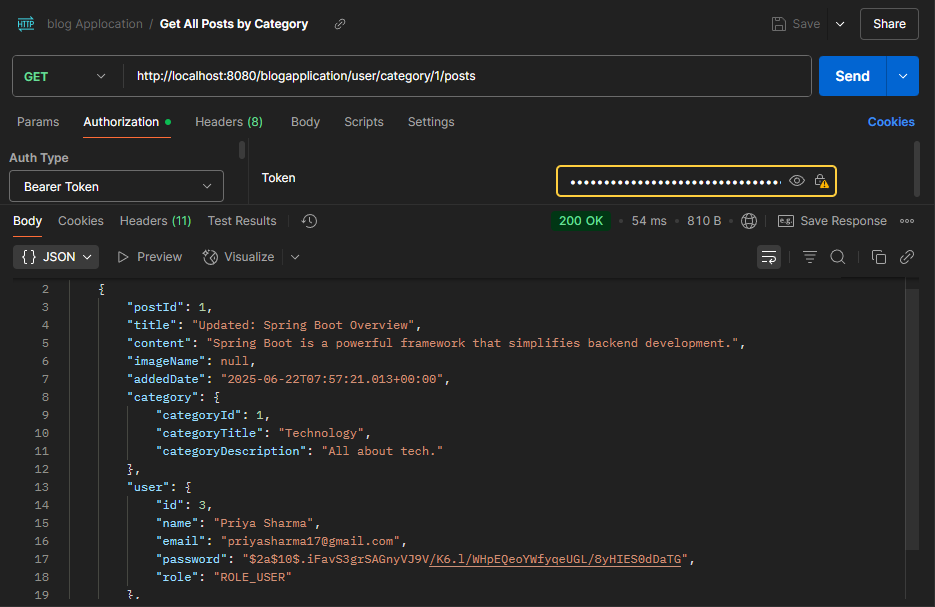 HTTP blog Applocation / Get All Posts by Category Save Share
GET http://localhost:8080/blogapplication/user/category/1/posts Send
Params Authorization Headers (8) Body Scripts Settings Cookies
Auth Type
Bearer Token
Token
Body Cookies Headers (11) Test Results 200 OK • 54 ms • 810 B • e.g. Save Response
{} JSON Preview Visualize
2 {
3 "postId": 1,
4 "title": "Updated: Spring Boot Overview",
5 "content": "Spring Boot is a powerful framework that simplifies backend development.",
6 "imageName": null,
7 "addedDate": "2025-06-22T07:57:21.013+00:00",
8 "category": {
9 "categoryId": 1,
10 "categoryTitle": "Technology",
11 "categoryDescription": "All about tech."
12 },
13 "user": {
14 "id": 3,
15 "name": "Priya Sharma",
16 "email": "priyasharma17@gmail.com",
17 "password": "$2a$10$.iFavS3grSAGnyVJ9V/K6.l/WHpEQeoYWfyqeUGL/8yHIES0dDaTG",
18 "role": "ROLE_USER"
19 },